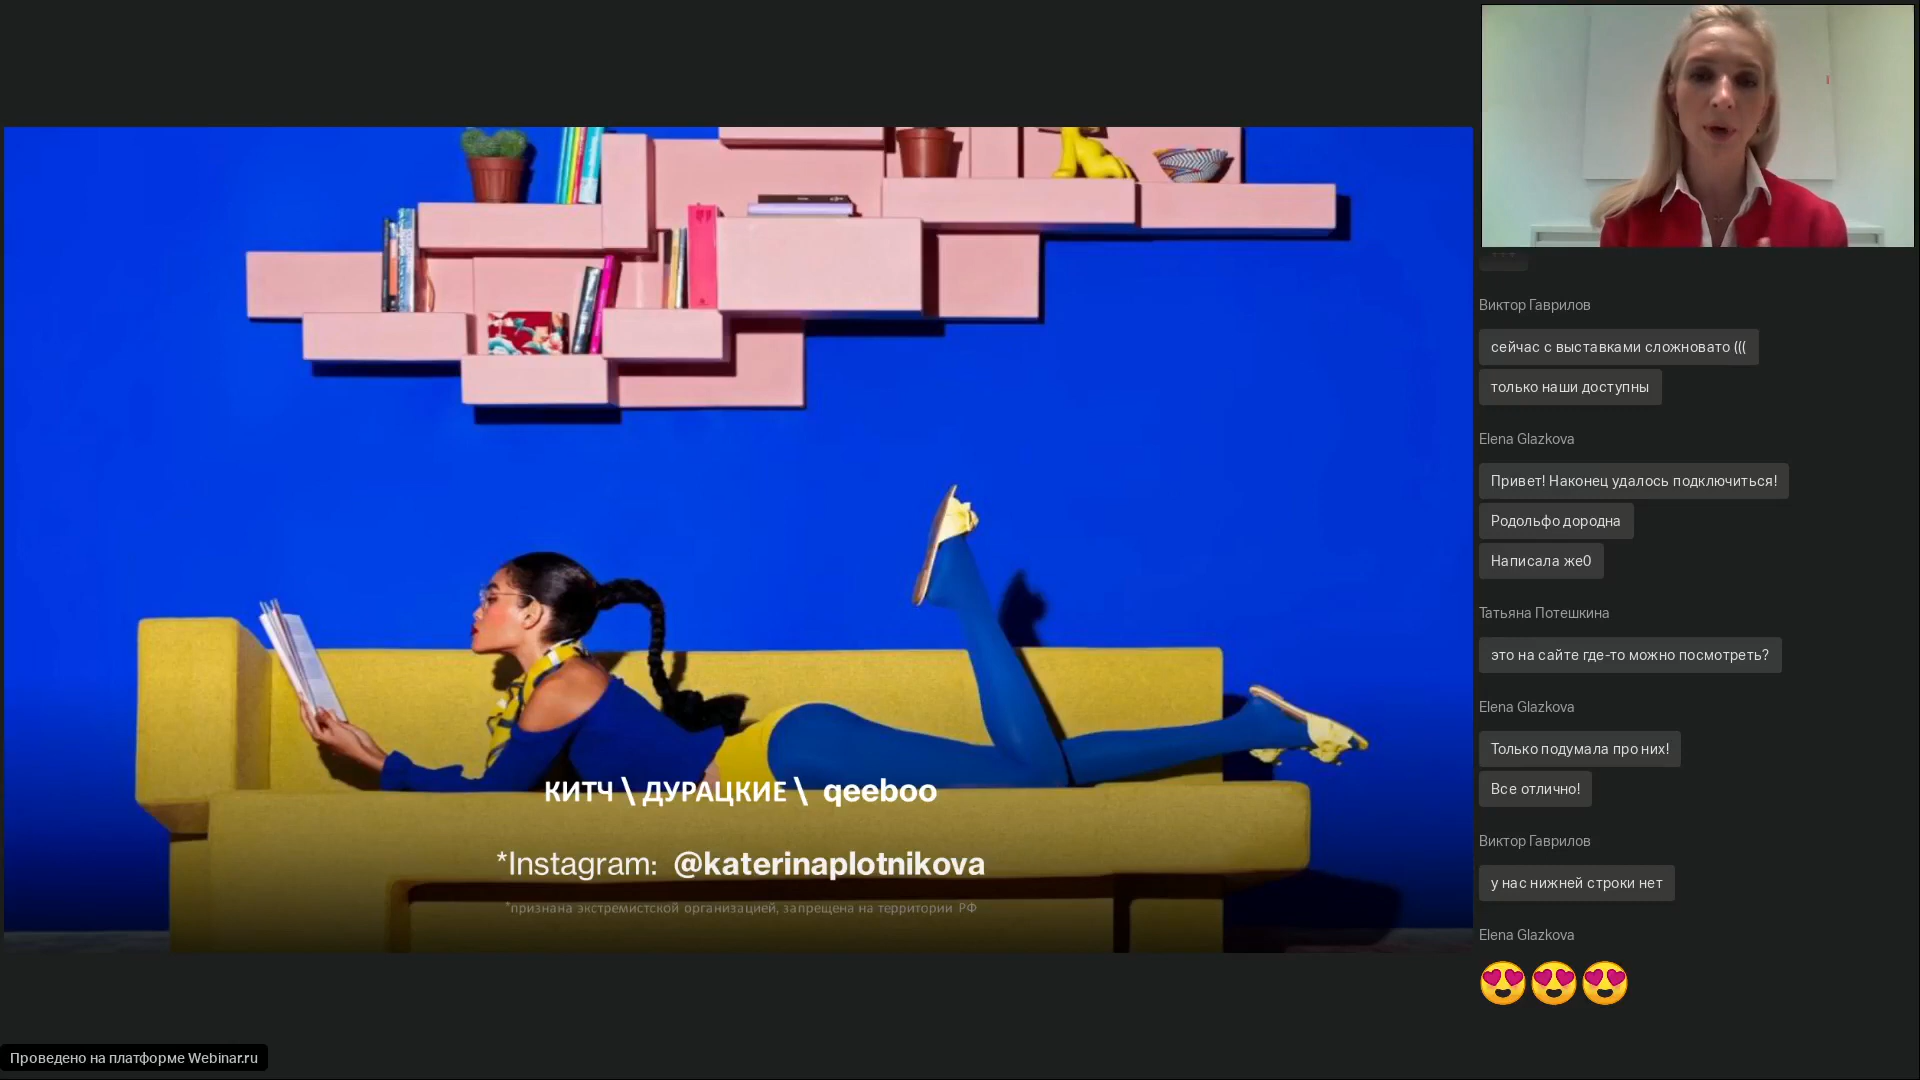 КИТЧ \ ДУРАЦКИЕ \ qeeboo
*Instagram: @katerinaplotnikova
*признана экстремистской организацией, запрещена на территории РФ
Виктор Гаврилов
сейчас с выставками сложновато (((
только наши доступны
Elena Glazkova
Привет! Наконец удалось подключиться!
Родольфо дородна
Написала же0
Татьяна Потешкина
это на сайте где-то можно посмотреть?
Elena Glazkova
Только подумала про них!
Все отлично!
Виктор Гаврилов
у нас нижней строки нет
Elena Glazkova
😍😍😍
Проведено на платформе Webinar.ru